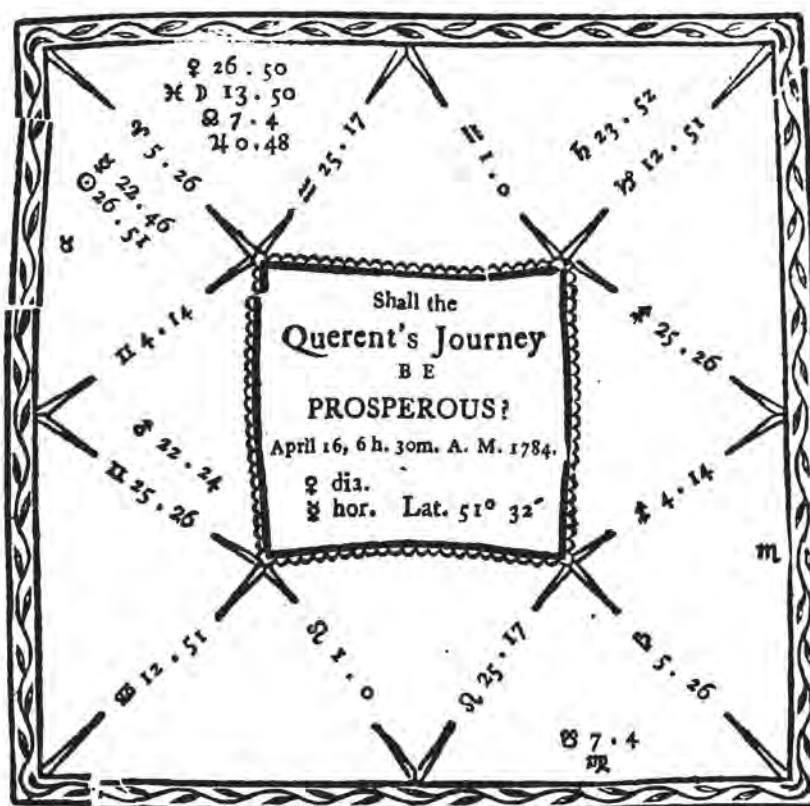 ♀ 26 . 50
♓ ☽ 13 . 50
☊ 7 . 4
♃ 0 . 48
♈ 5 . 26
☿ 22 . 46
☉ 26 . 51
♒ 25 . 17
♒ 1 . 0
♄ 23 . 52
♑ 12 . 51
♉
♊ 4 . 14
♐ 25 . 26
Shall the
Querent's Journey
B E
PROSPEROUS?
April 16, 6 h. 30m. A. M. 1784.
♀ dia.
☿ hor. Lat. 51° 32′
♂ 22 . 24
♊ 25 . 26
♐ 4 . 14
♏
♋ 12 . 51
♌ 1 . 0
♌ 25 . 17
♎ 5 . 26
☋ 7 . 4
♍